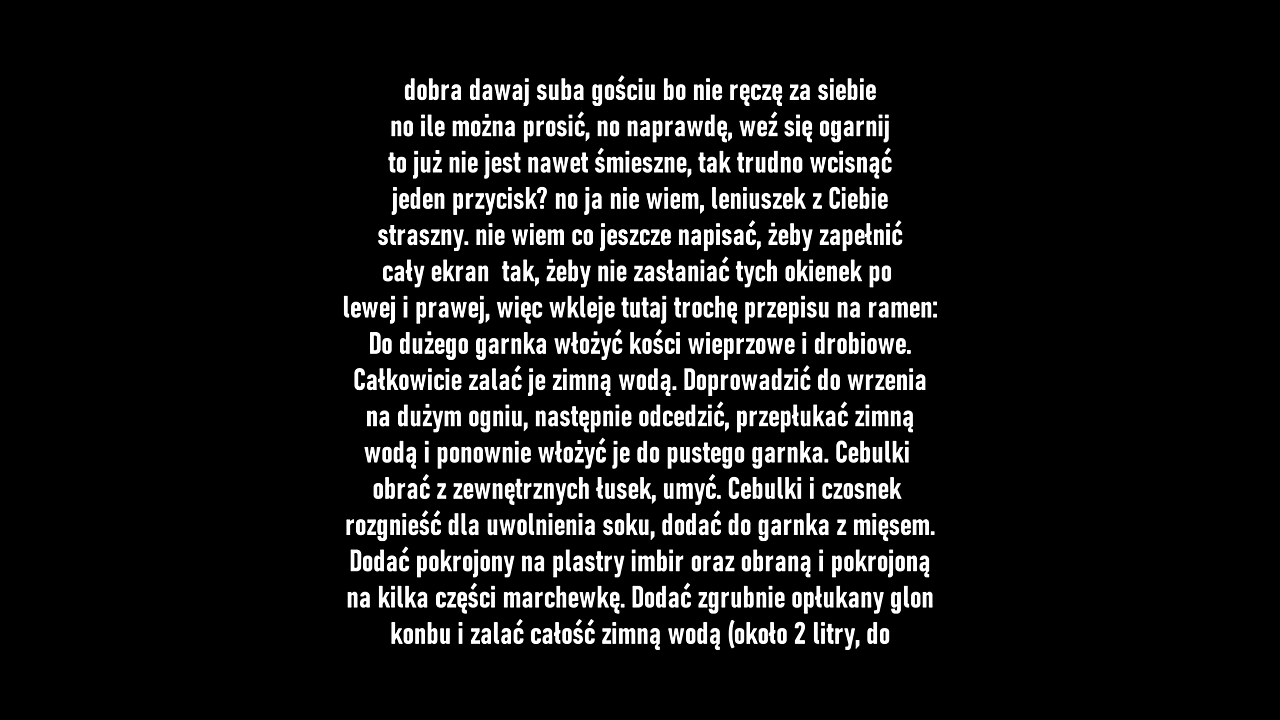 dobra dawaj suba gościu bo nie ręczę za siebie
no ile można prosić, no naprawdę, weź się ogarnij
to już nie jest nawet śmieszne, tak trudno wcisnąć
jeden przycisk? no ja nie wiem, leniuszek z Ciebie
straszny. nie wiem co jeszcze napisać, żeby zapełnić
cały ekran  tak, żeby nie zasłaniać tych okienek po
lewej i prawej, więc wkleje tutaj trochę przepisu na ramen:
Do dużego garnka włożyć kości wieprzowe i drobiowe.
Całkowicie zalać je zimną wodą. Doprowadzić do wrzenia
na dużym ogniu, następnie odcedzić, przepłukać zimną
wodą i ponownie włożyć je do pustego garnka. Cebulki
obrać z zewnętrznych łusek, umyć. Cebulki i czosnek
rozgnieść dla uwolnienia soku, dodać do garnka z mięsem.
Dodać pokrojony na plastry imbir oraz obraną i pokrojoną
na kilka części marchewkę. Dodać zgrubnie opłukany glon
konbu i zalać całość zimną wodą (około 2 litry, do